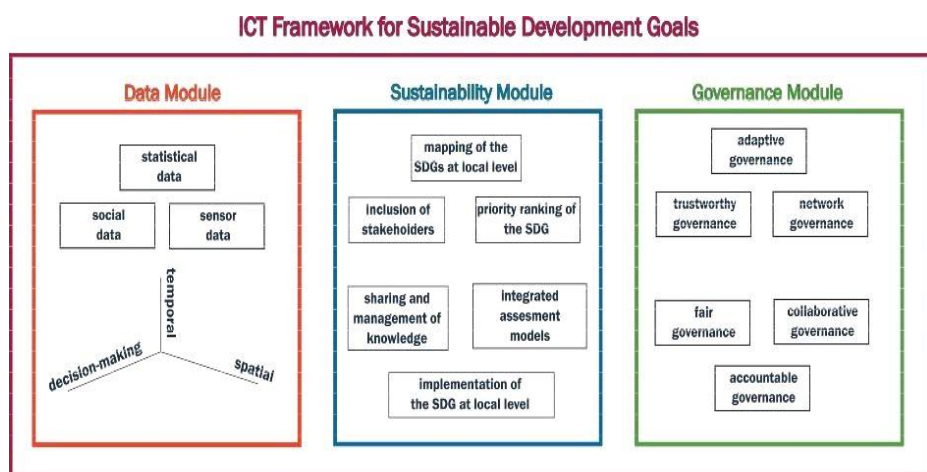 ICT Framework for Sustainable Development Goals
Data Module
statistical
data
social
data
sensor
data
temporal
decision-making
spatial
Sustainability Module
mapping of the
SDGs at local level
inclusion of
stakeholders
priority ranking of
the SDG
sharing and
management of
knowledge
integrated
assesment
models
implementation of
the SDG at local level
Governance Module
adaptive
governance
trustworthy
governance
network
governance
fair
governance
collaborative
governance
accountable
governance